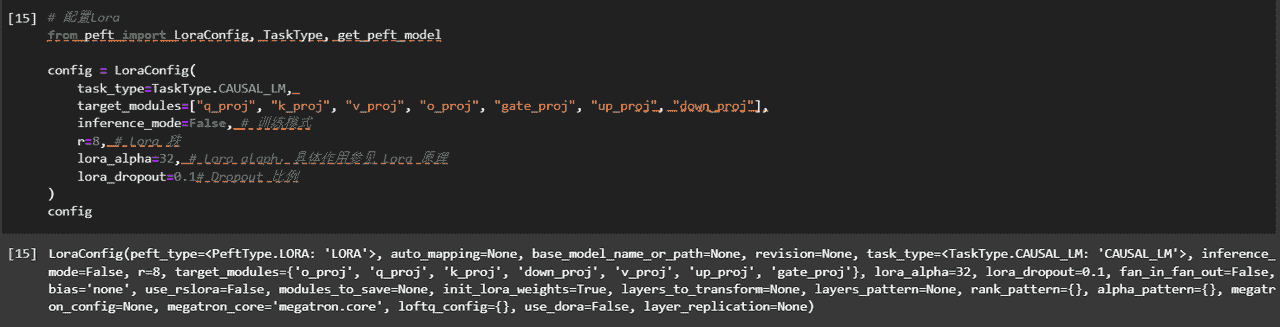 [15] # 配置Lora
from peft import LoraConfig, TaskType, get_peft_model
config = LoraConfig(
task_type=TaskType.CAUSAL_LM,
target_modules=["q_proj", "k_proj", "v_proj", "o_proj", "gate_proj", "up_proj", "down_proj"],
inference_mode=False, # 训练模式
r=8, # Lora 秩
lora_alpha=32, # Lora alaph，具体作用参见 Lora 原理
lora_dropout=0.1# Dropout 比例
)
config
[15] LoraConfig(peft_type=<PeftType.LORA: 'LORA'>, auto_mapping=None, base_model_name_or_path=None, revision=None, task_type=<TaskType.CAUSAL_LM: 'CAUSAL_LM'>, inference_
mode=False, r=8, target_modules={'o_proj', 'q_proj', 'k_proj', 'down_proj', 'v_proj', 'up_proj', 'gate_proj'}, lora_alpha=32, lora_dropout=0.1, fan_in_fan_out=False,
bias='none', use_rslora=False, modules_to_save=None, init_lora_weights=True, layers_to_transform=None, layers_pattern=None, rank_pattern={}, alpha_pattern={}, megatr
on_config=None, megatron_core='megatron.core', loftq_config={}, use_dora=False, layer_replication=None)